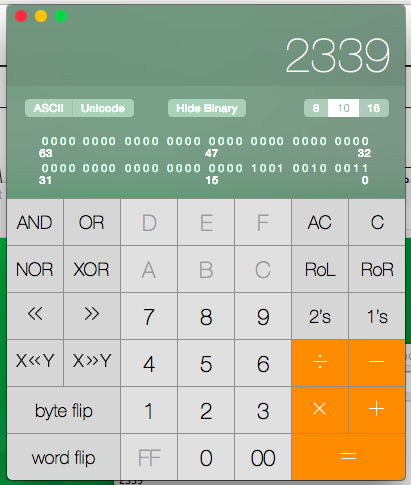 2339
ASCII Unicode Hide Binary 8 10 16
0000 0000 0000 0000 0000 0000 0000 0000
63 47 32
0000 0000 0000 0000 0000 1001 0010 0011
31 15 0
AND OR D E F AC C
NOR XOR A B C RoL RoR
« » 7 8 9 2's 1's
X«Y X»Y 4 5 6 ÷ −
byte flip 1 2 3 × +
word flip FF 0 00 =